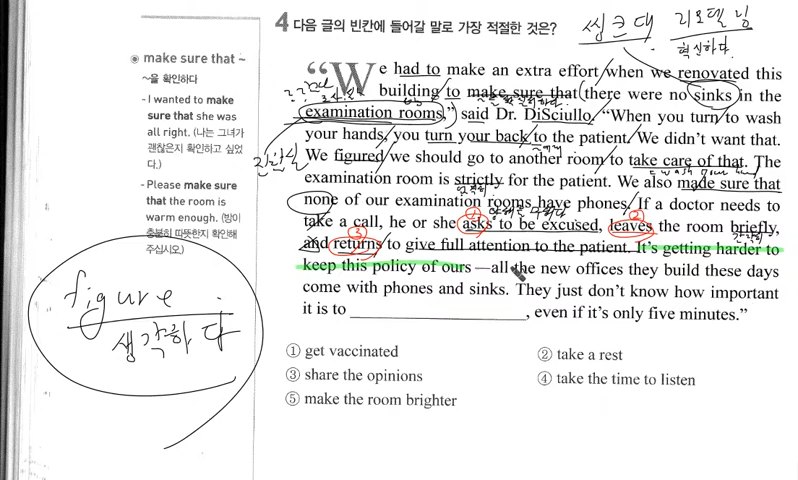 4 다음 글의 빈칸에 들어갈 말로 가장 적절한 것은?
씽크대 리모델닝
혁신하다
make sure that ~
~을 확인하다
- I wanted to make
sure that she was
all right. (나는 그녀가
괜찮은지 확인하고 싶었
다.)
- Please make sure
that the room is
warm enough. (방이
충분히 따뜻한지 확인해
주십시오.)
figure
생각하다
"We had to make an extra effort when we renovated this
building to make sure that there were no sinks in the
examination rooms," said Dr. DiSciullo. "When you turn to wash
your hands, you turn your back to the patient. We didn't want that.
진찰실
We figured we should go to another room to take care of that. The
examination room is strictly for the patient. We also made sure that
none of our examination rooms have phones. If a doctor needs to
take a call, he or she asks to be excused, leaves the room briefly,
and returns to give full attention to the patient. It's getting harder to
keep this policy of ours—all the new offices they build these days
come with phones and sinks. They just don't know how important
it is to ____________________, even if it's only five minutes."
① get vaccinated
② take a rest
③ share the opinions
④ take the time to listen
⑤ make the room brighter